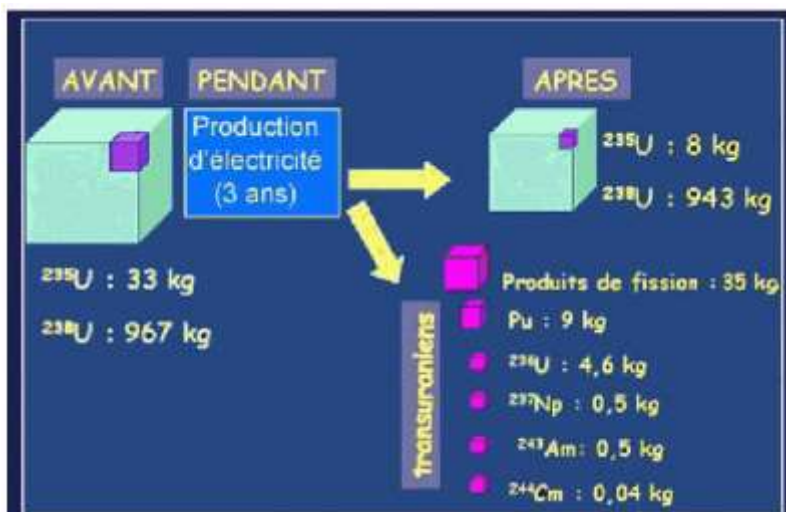 AVANT
PENDANT
APRES
Production
d'électricité
(3 ans)
²³⁵U : 8 kg
²³⁸U : 943 kg
²³⁵U : 33 kg
²³⁸U : 967 kg
transuraniens
Produits de fission : 35 kg
Pu : 9 kg
²³⁶U : 4,6 kg
²³⁷Np : 0,5 kg
²⁴³Am : 0,5 kg
²⁴⁴Cm : 0,04 kg